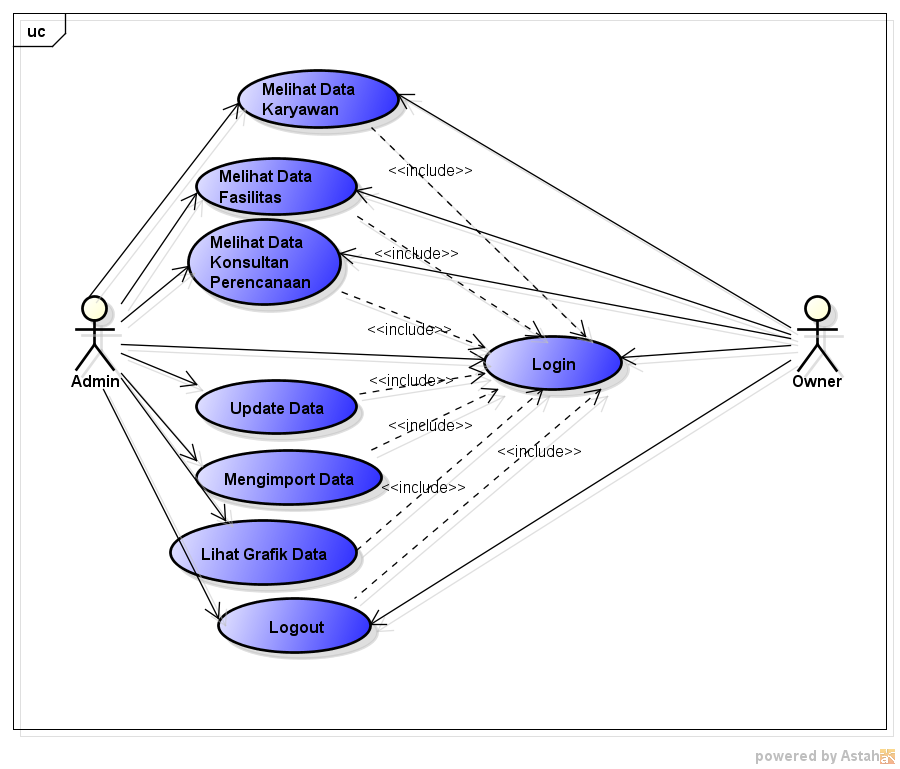 uc
Melihat Data
Karyawan
<<include>>
Melihat Data
Fasilitas
Melihat Data
Konsultan
Perencanaan
<<include>>
<<include>>
Login
Admin
Owner
<<include>>
Update Data
<<include>>
<<include>>
Mengimport Data
<<include>>
Lihat Grafik Data
Logout
powered by Astah